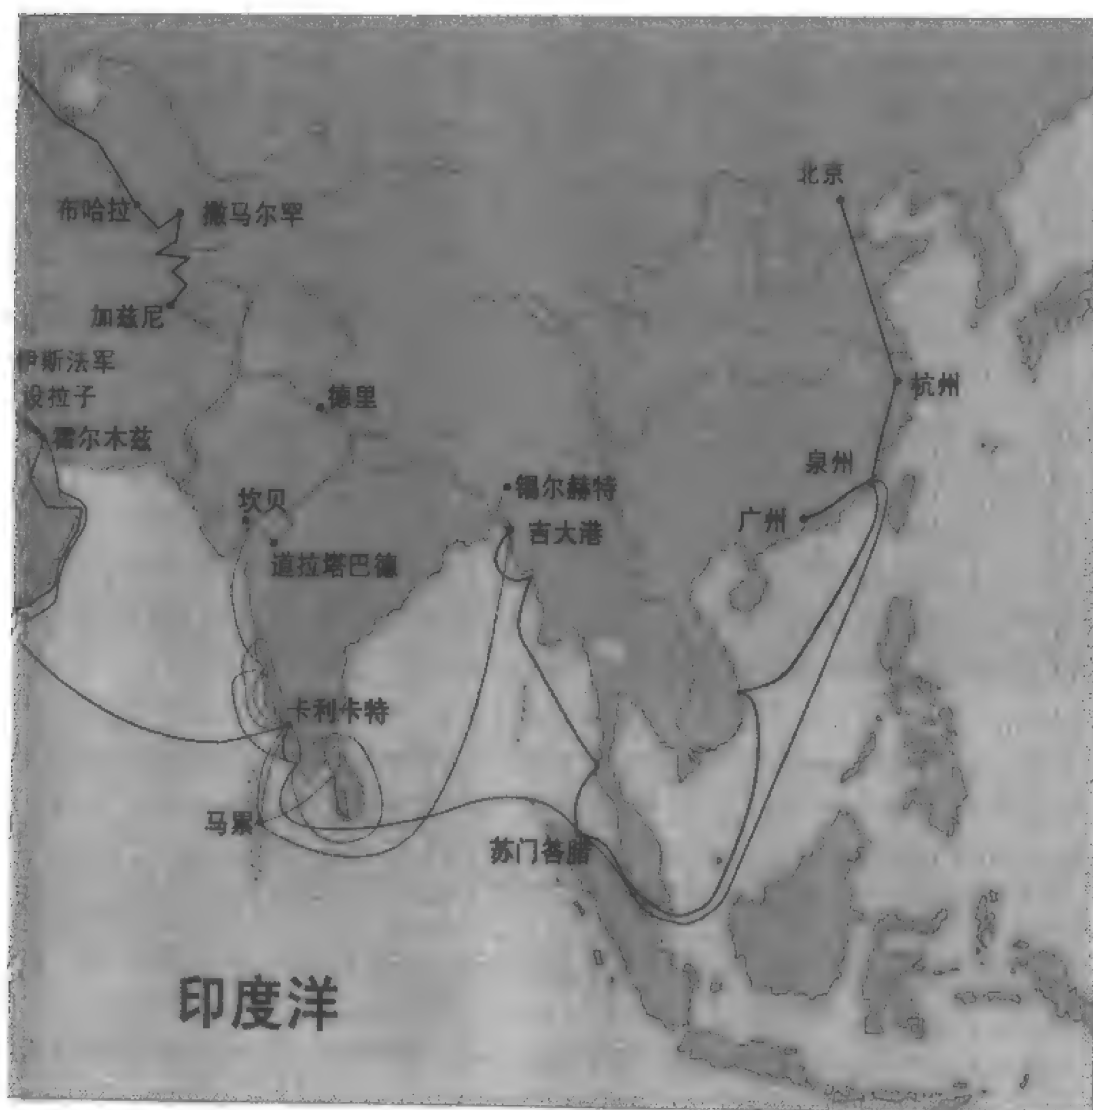 北京
布哈拉
撒马尔罕
加兹尼
伊斯法罕
设拉子
德里
杭州
霍尔木兹
泉州
坎贝
锡尔赫特
广州
吉大港
道拉塔巴德
卡利卡特
马累
苏门答腊
印度洋